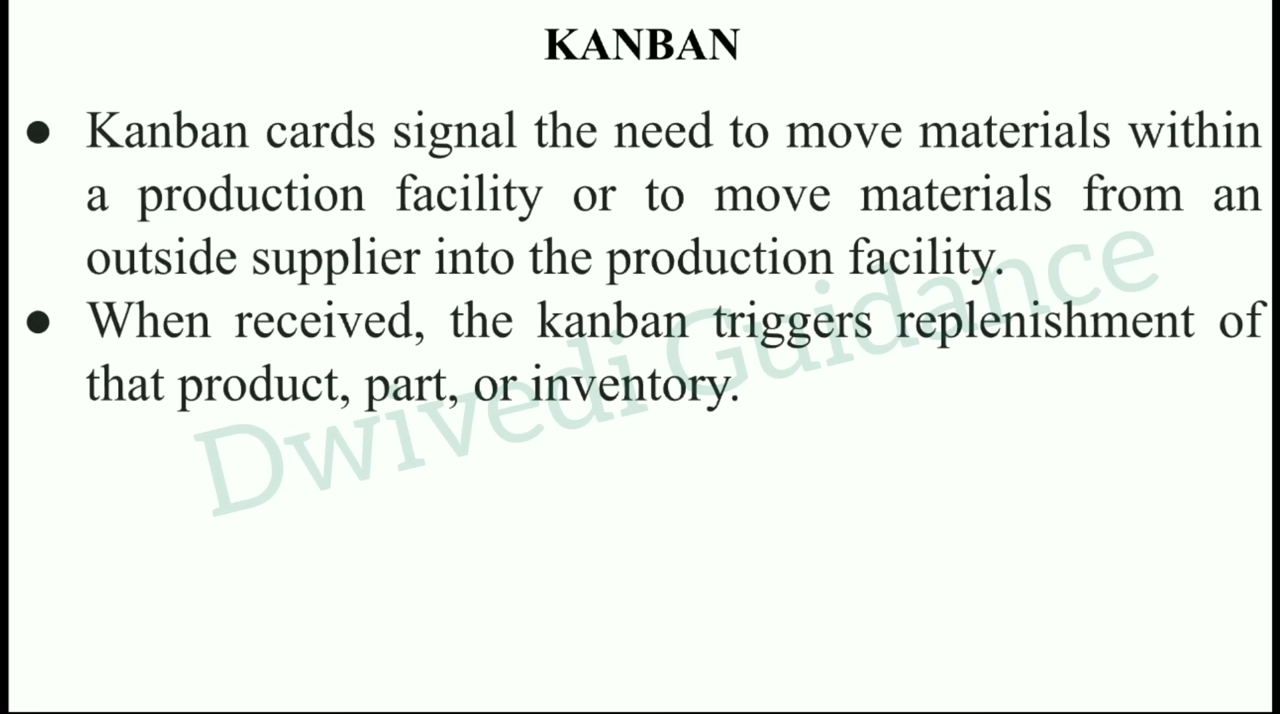 KANBAN
● Kanban cards signal the need to move materials within
a production facility or to move materials from an
outside supplier into the production facility.
● When received, the kanban triggers replenishment of
that product, part, or inventory.
Dwivedi Guidance